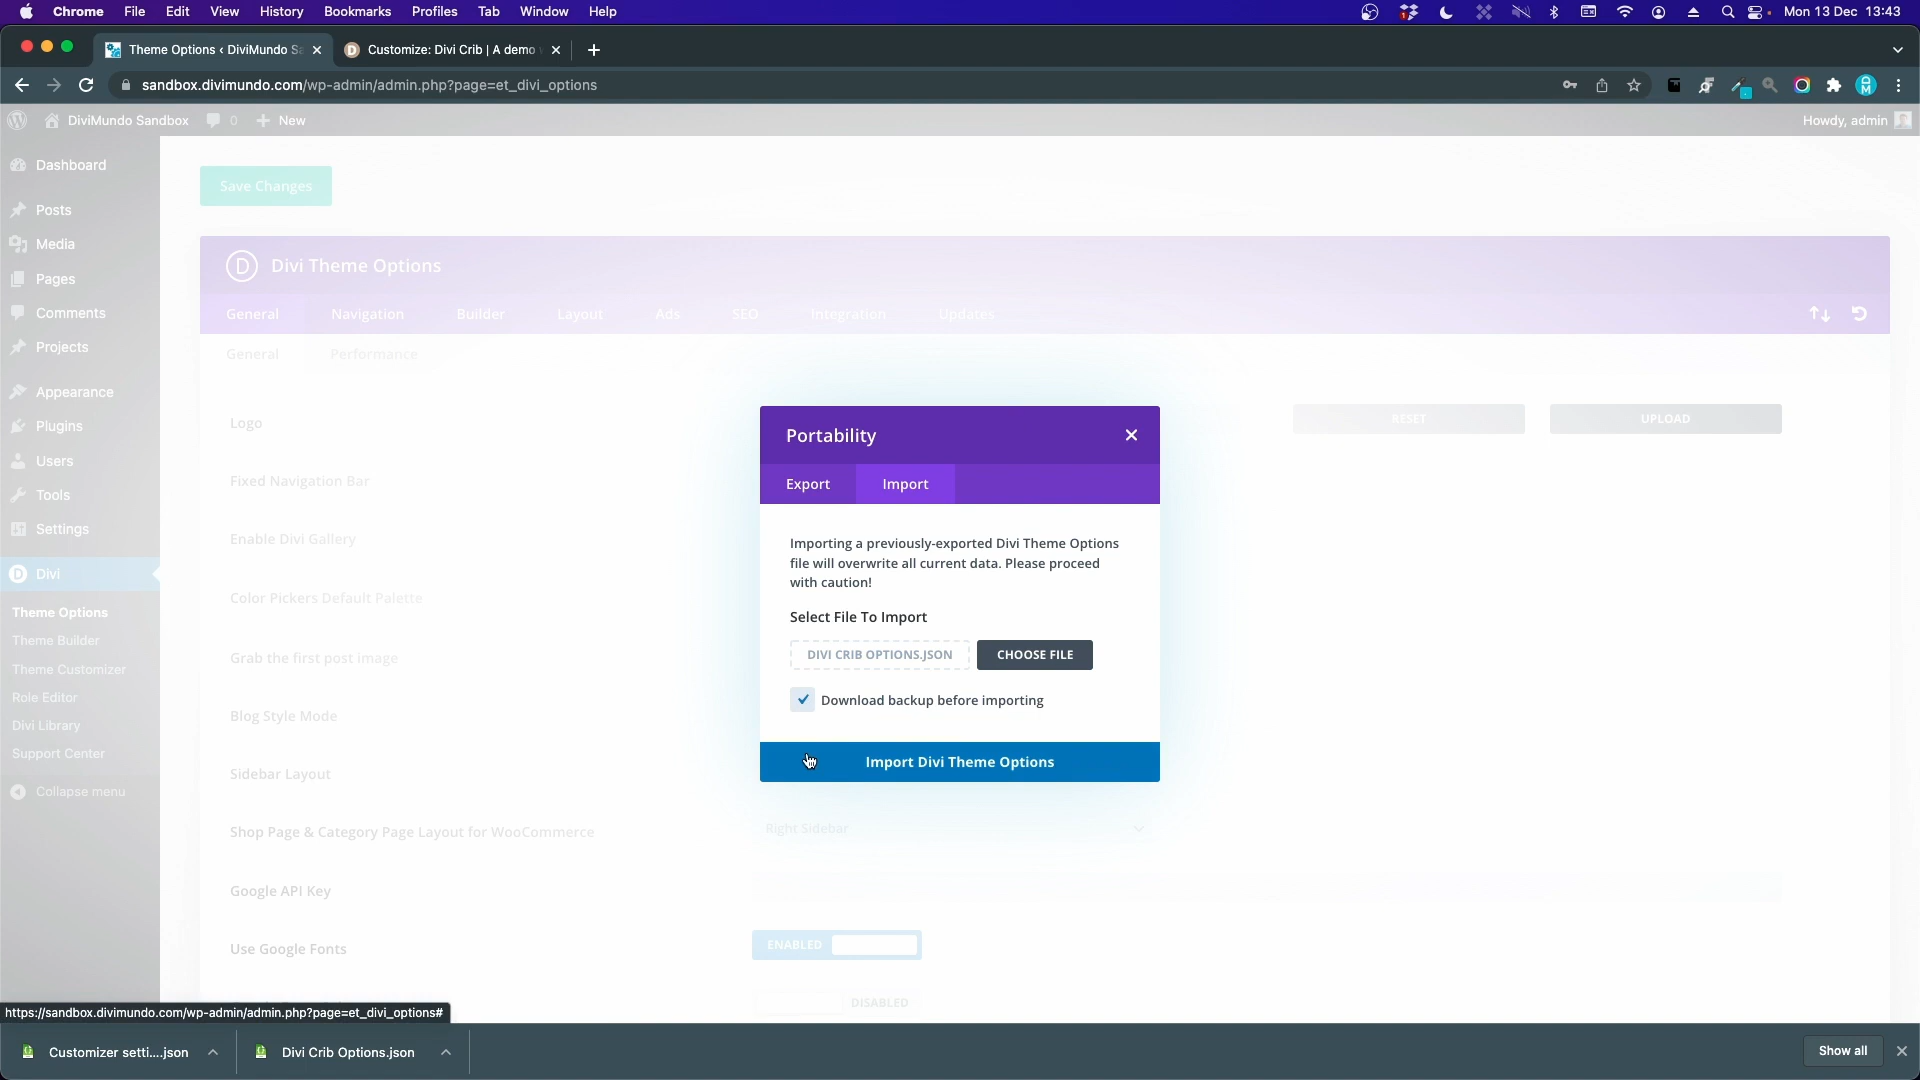 Chrome File Edit View History Bookmarks Profiles Tab Window Help
1
Mon 13 Dec 13:43
Theme Options ‹ DiviMundo Sa
Customize: Divi Crib | A demo
sandbox.divimundo.com/wp-admin/admin.php?page=et_divi_options
DiviMundo Sandbox 0 New
Howdy, admin
Dashboard
Posts
Media
Pages
Comments
Projects
Appearance
Plugins
Users
Tools
Settings
Divi
Theme Options
Theme Builder
Theme Customizer
Role Editor
Divi Library
Support Center
Collapse menu
Save Changes
D Divi Theme Options
General Navigation Builder Layout Ads SEO Integration Updates
General Performance
Logo
RESET UPLOAD
Fixed Navigation Bar
Enable Divi Gallery
Color Pickers Default Palette
Grab the first post image
Blog Style Mode
Sidebar Layout
Shop Page & Category Page Layout for WooCommerce
Right Sidebar
Google API Key
Use Google Fonts
ENABLED
DISABLED
Portability
Export Import
Importing a previously-exported Divi Theme Options
file will overwrite all current data. Please proceed
with caution!
Select File To Import
DIVI CRIB OPTIONS.JSON CHOOSE FILE
Download backup before importing
Import Divi Theme Options
https://sandbox.divimundo.com/wp-admin/admin.php?page=et_divi_options#
Customizer setti....json
Divi Crib Options.json
Show all